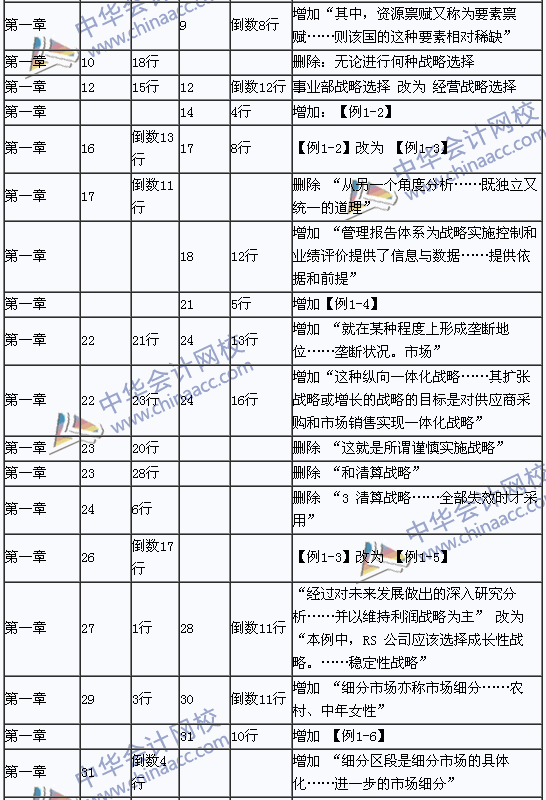 第一章 9 倒数8行 增加“其中，资源禀赋又称为要素禀
赋……则该国的这种要素相对稀缺”
第一章 10 18行 删除：无论进行何种战略选择
第一章 12 15行 12 倒数12行 事业部战略选择 改为 经营战略选择
第一章 14 4行 增加：【例1-2】
第一章 16 倒数13
行 17 8行 【例1-2】改为 【例1-3】
第一章 17 倒数11
行 删除 “从另一个角度分析……既独立又
统一的道理”
第一章 18 12行 增加 “管理报告体系为战略实施控制和
业绩评价提供了信息与数据……提供依
据和前提”
第一章 21 5行 增加【例1-4】
第一章 22 21行 24 13行 增加 “就在某种程度上形成垄断地
位……垄断状况。市场”
第一章 22 23行 24 16行 增加“这种纵向一体化战略……其扩张
战略或增长的战略的目标是对供应商采
购和市场销售实现一体化战略”
第一章 23 20行 删除 “这就是所谓谨慎实施战略”
第一章 23 28行 删除 “和清算战略”
第一章 24 6行 删除 “3 清算战略……全部失效时才采
用”
第一章 26 倒数17
行 【例1-3】改为 【例1-5】
第一章 27 1行 28 倒数11行 “经过对未来发展做出的深入研究分
析……并以维持利润战略为主” 改为
“本例中，RS 公司应该选择成长性战
略。……稳定性战略”
第一章 29 3行 30 倒数11行 增加 “细分市场亦称市场细分……农
村、中年女性”
第一章 31 10行 增加 【例1-6】
第一章 31 倒数4
行 增加 “细分区段是细分市场的具体
化……进一步的市场细分”
中华会计网校
www.chinaacc.com